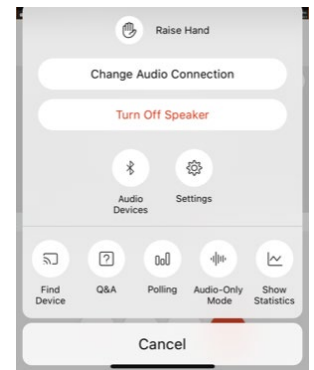 Raise Hand
Change Audio Connection
Turn Off Speaker
Audio
Devices
Settings
Find
Device
Q&A
Polling
Audio-Only
Mode
Show
Statistics
Cancel